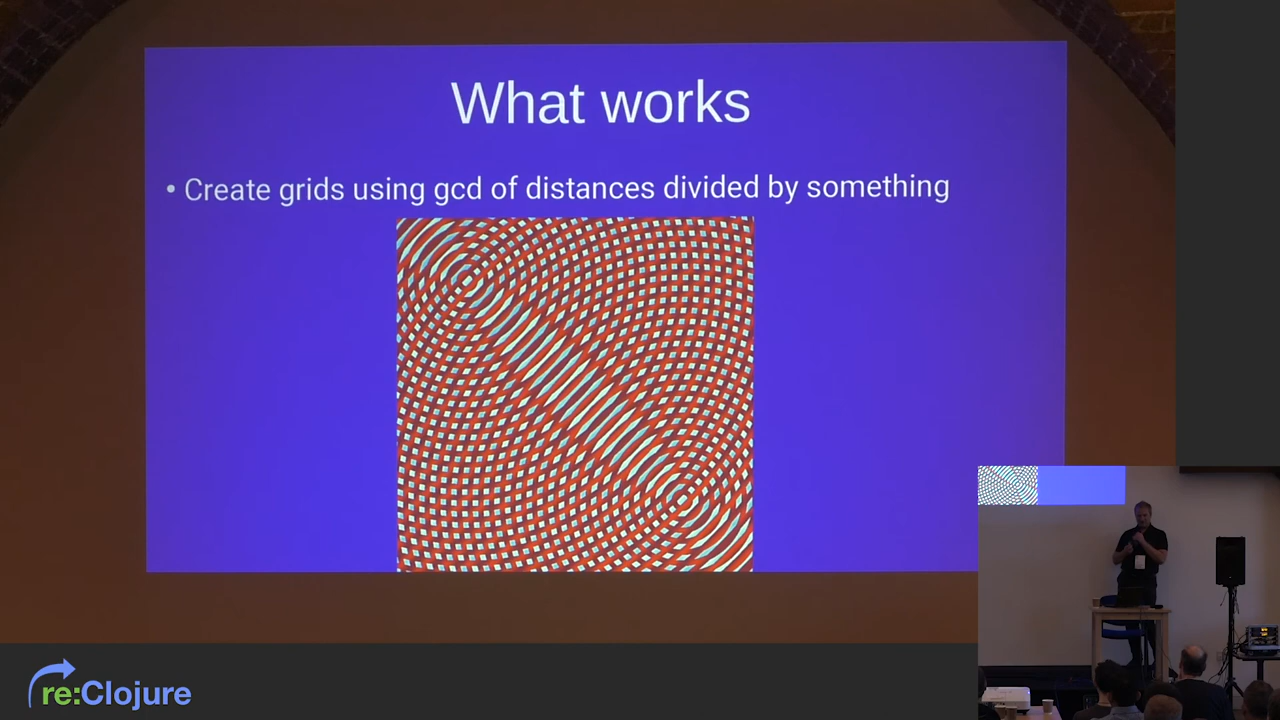 What works
• Create grids using gcd of distances divided by something
re:Clojure